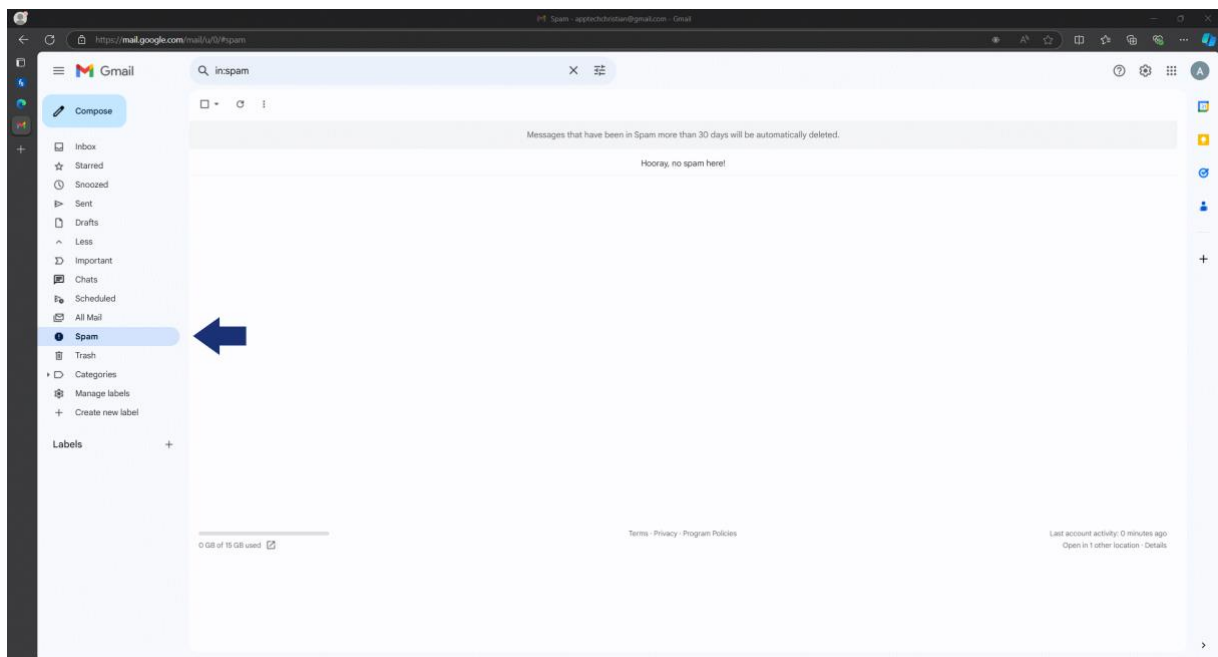 Spam - apptechchristian@gmail.com - Gmail
https://mail.google.com/mail/u/0/#spam
Gmail
in:spam
A
Compose
Messages that have been in Spam more than 30 days will be automatically deleted.
Inbox
Hooray, no spam here!
Starred
Snoozed
Sent
Drafts
Less
Important
Chats
Scheduled
All Mail
Spam
Trash
Categories
Manage labels
Create new label
Labels
Terms · Privacy · Program Policies
Last account activity: 0 minutes ago
0 GB of 15 GB used
Open in 1 other location · Details